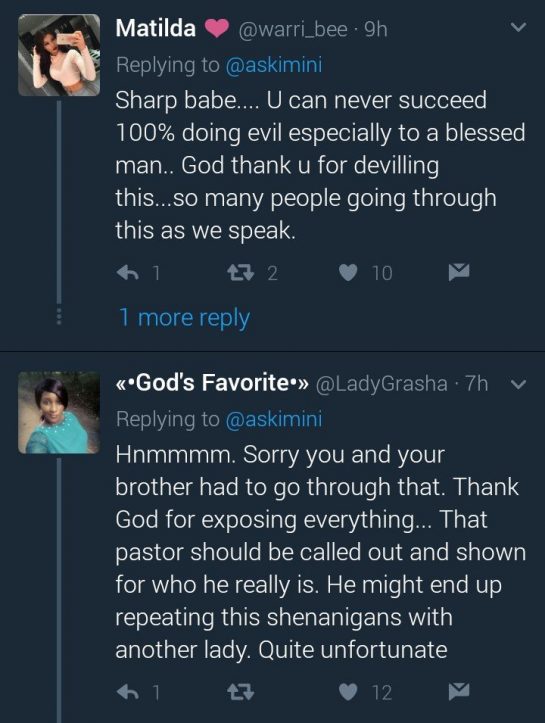 Matilda @warri_bee · 9h
Replying to @askimini
Sharp babe.... U can never succeed
100% doing evil especially to a blessed
man.. God thank u for devilling
this...so many people going through
this as we speak.
1 2 10
1 more reply
«•God's Favorite•» @LadyGrasha · 7h
Replying to @askimini
Hnmmmm. Sorry you and your
brother had to go through that. Thank
God for exposing everything... That
pastor should be called out and shown
for who he really is. He might end up
repeating this shenanigans with
another lady. Quite unfortunate
1 12